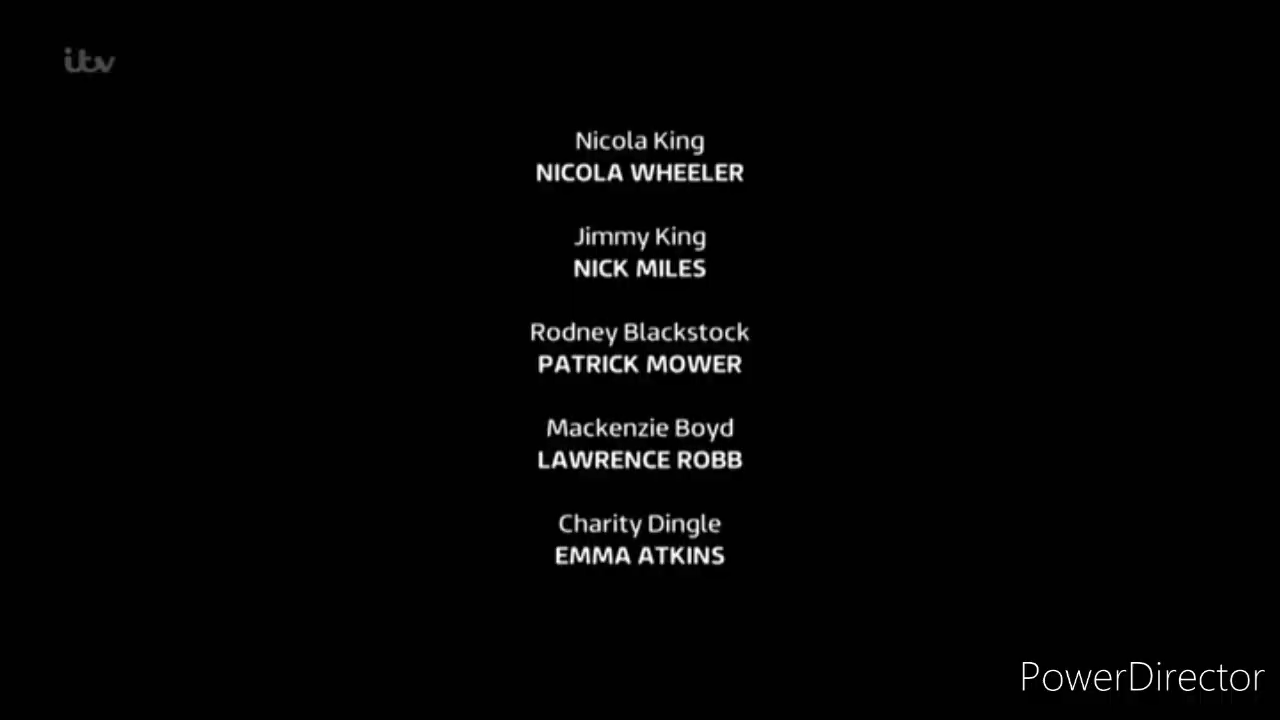 itv
Nicola King
NICOLA WHEELER
Jimmy King
NICK MILES
Rodney Blackstock
PATRICK MOWER
Mackenzie Boyd
LAWRENCE ROBB
Charity Dingle
EMMA ATKINS
PowerDirector